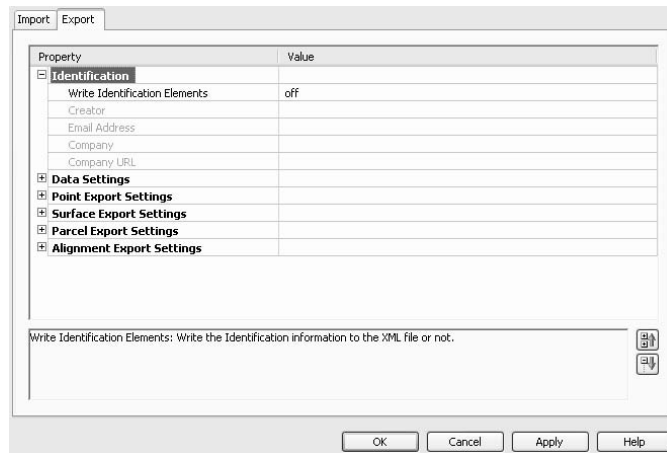 Import Export
Property Value
Identification
Write Identification Elements off
Creator
Email Address
Company
Company URL
Data Settings
Point Export Settings
Surface Export Settings
Parcel Export Settings
Alignment Export Settings
Write Identification Elements: Write the Identification information to the XML file or not.
OK Cancel Apply Help